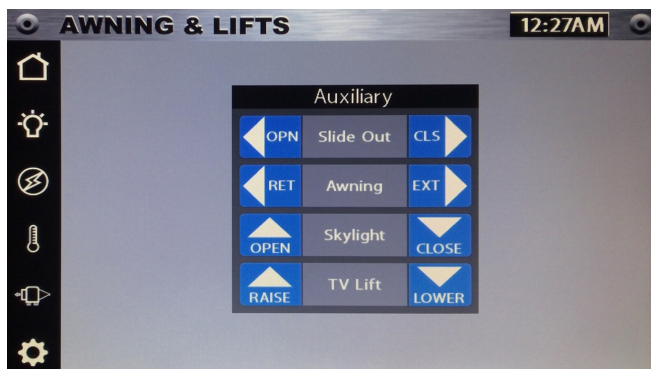 AWNING & LIFTS 12:27AM
Auxiliary
OPN Slide Out CLS
RET Awning EXT
OPEN Skylight CLOSE
RAISE TV Lift LOWER